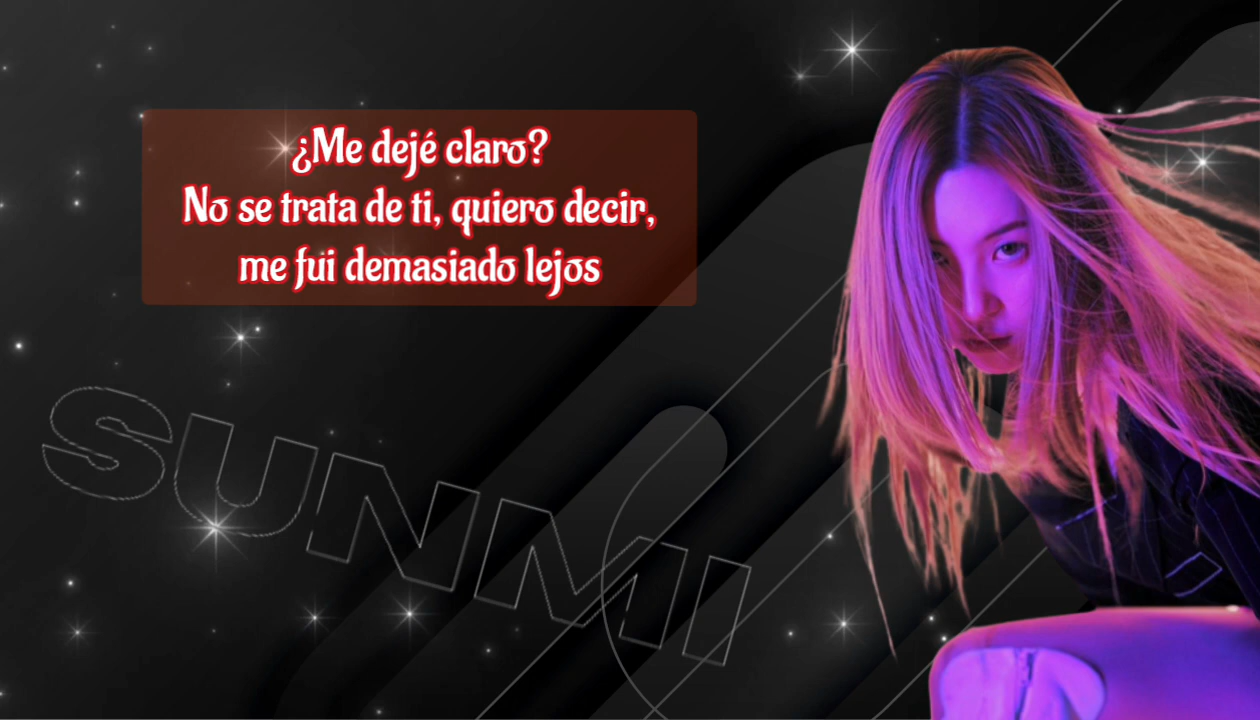 ¿Me dejé claro?
No se trata de ti, quiero decir,
me fui demasiado lejos
SUNMI